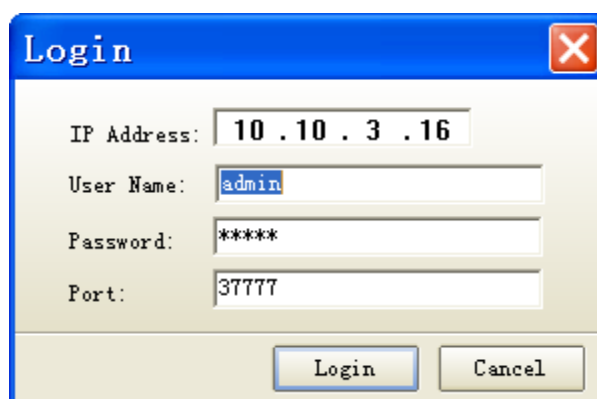 Login
IP Address: 10 .10 . 3 .16
User Name: admin
Password: *****
Port: 37777
Login Cancel